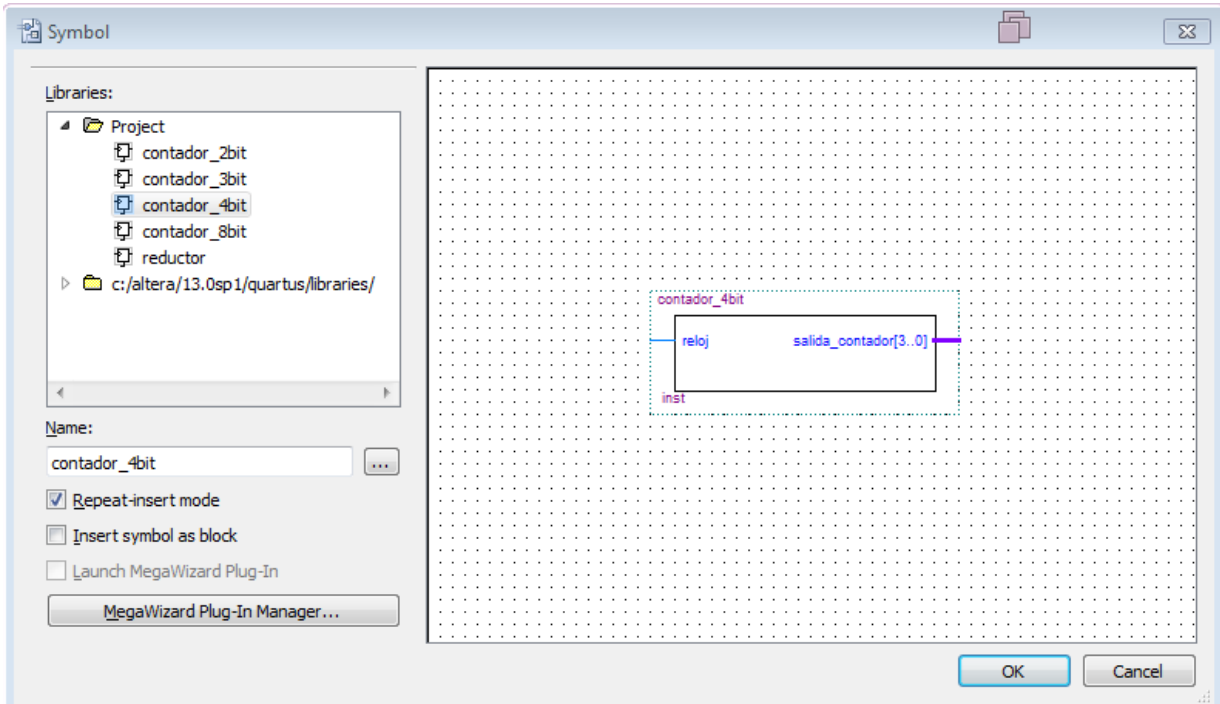 Symbol
Libraries:
Project
contador_2bit
contador_3bit
contador_4bit
contador_8bit
reductor
c:/altera/13.0sp1/quartus/libraries/
Name:
contador_4bit
...
Repeat-insert mode
Insert symbol as block
Launch MegaWizard Plug-In
MegaWizard Plug-In Manager...
contador_4bit
reloj salida_contador[3..0]
inst
OK Cancel